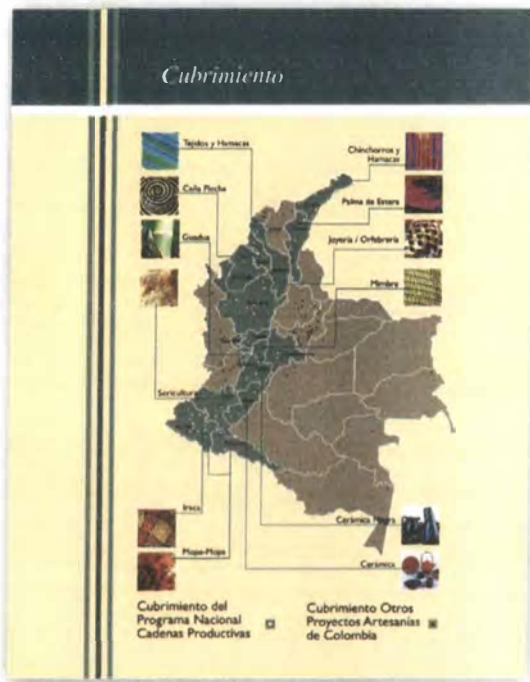 Cubrimiento
Tejidos y Hamacas
Chinchorros y
Hamacas
Caña Flecha
Palma de Estera
Guadua
Joyería / Orfebrería
Mimbre
Sericultura
Iraca
Cerámica Negra
Mopa-Mopa
Cerámica
Cubrimiento del
Programa Nacional
Cadenas Productivas
Cubrimiento Otros
Proyectos Artesanías
de Colombia